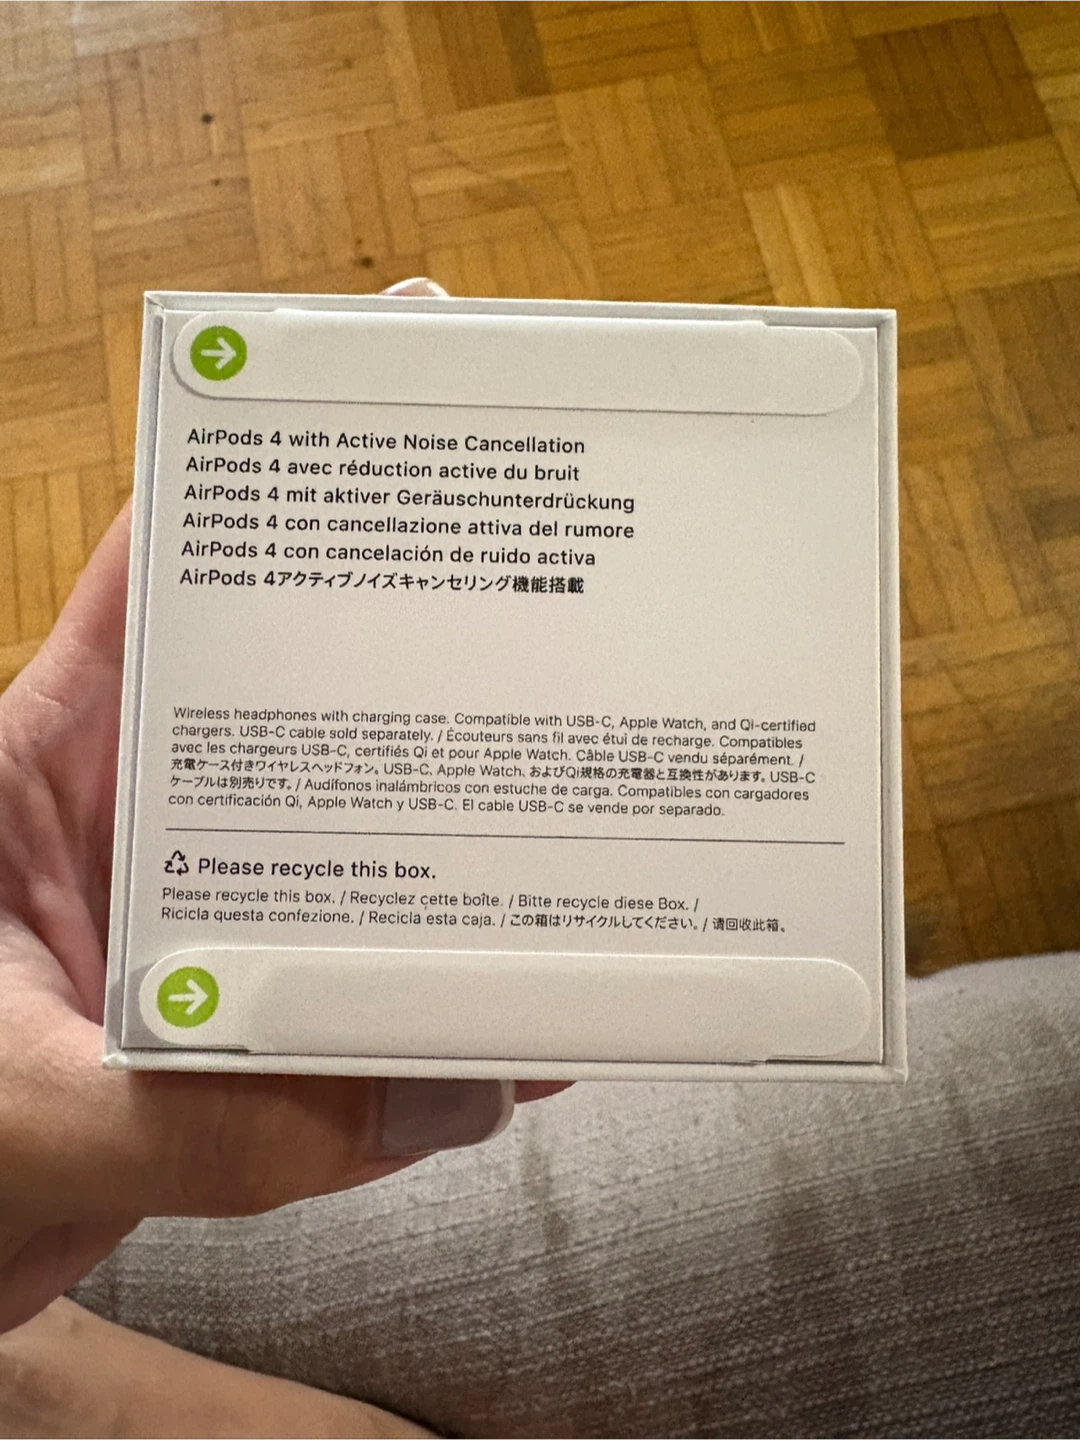 AirPods 4 with Active Noise Cancellation
AirPods 4 avec réduction active du bruit
AirPods 4 mit aktiver Geräuschunterdrückung
AirPods 4 con cancellazione attiva del rumore
AirPods 4 con cancelación de ruido activa
AirPods 4アクティブノイズキャンセリング機能搭載
Wireless headphones with charging case. Compatible with USB-C, Apple Watch, and Qi-certified
chargers. USB-C cable sold separately. / Écouteurs sans fil avec étui de recharge. Compatibles
avec les chargeurs USB-C, certifiés Qi et pour Apple Watch. Câble USB-C vendu séparément. /
充電ケース付きワイヤレスヘッドフォン。USB-C、Apple Watch、およびQi規格の充電器と互換性があります。USB-C
ケーブルは別売りです。/ Audífonos inalámbricos con estuche de carga. Compatibles con cargadores
con certificación Qi, Apple Watch y USB-C. El cable USB-C se vende por separado.
Please recycle this box.
Please recycle this box. / Recyclez cette boîte. / Bitte recycle diese Box. /
Ricicla questa confezione. / Recicla esta caja. / この箱はリサイクルしてください。/ 请回收此箱。